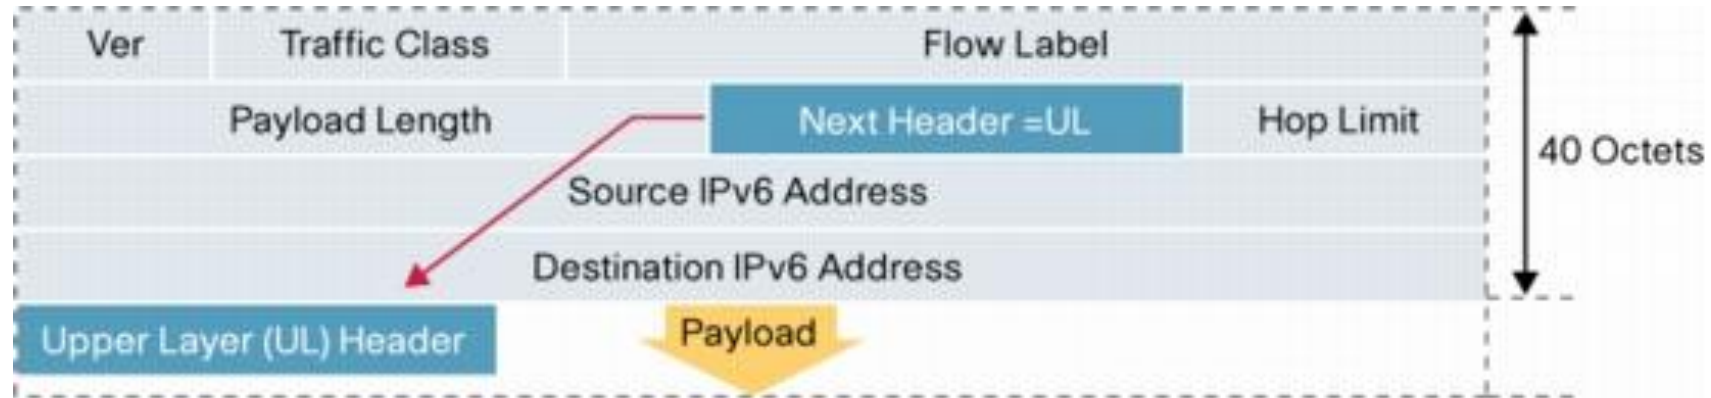 Ver Traffic Class Flow Label
Payload Length Next Header =UL Hop Limit
40 Octets
Source IPv6 Address
Destination IPv6 Address
Upper Layer (UL) Header Payload